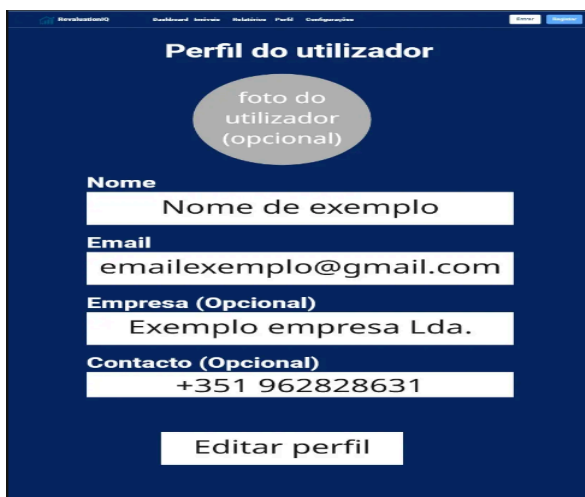 RevaluationIQ Dashboard Imóveis Relatórios Perfil Configurações Entrar Registar
Perfil do utilizador
foto do
utilizador
(opcional)
Nome
Nome de exemplo
Email
emailexemplo@gmail.com
Empresa (Opcional)
Exemplo empresa Lda.
Contacto (Opcional)
+351 962828631
Editar perfil